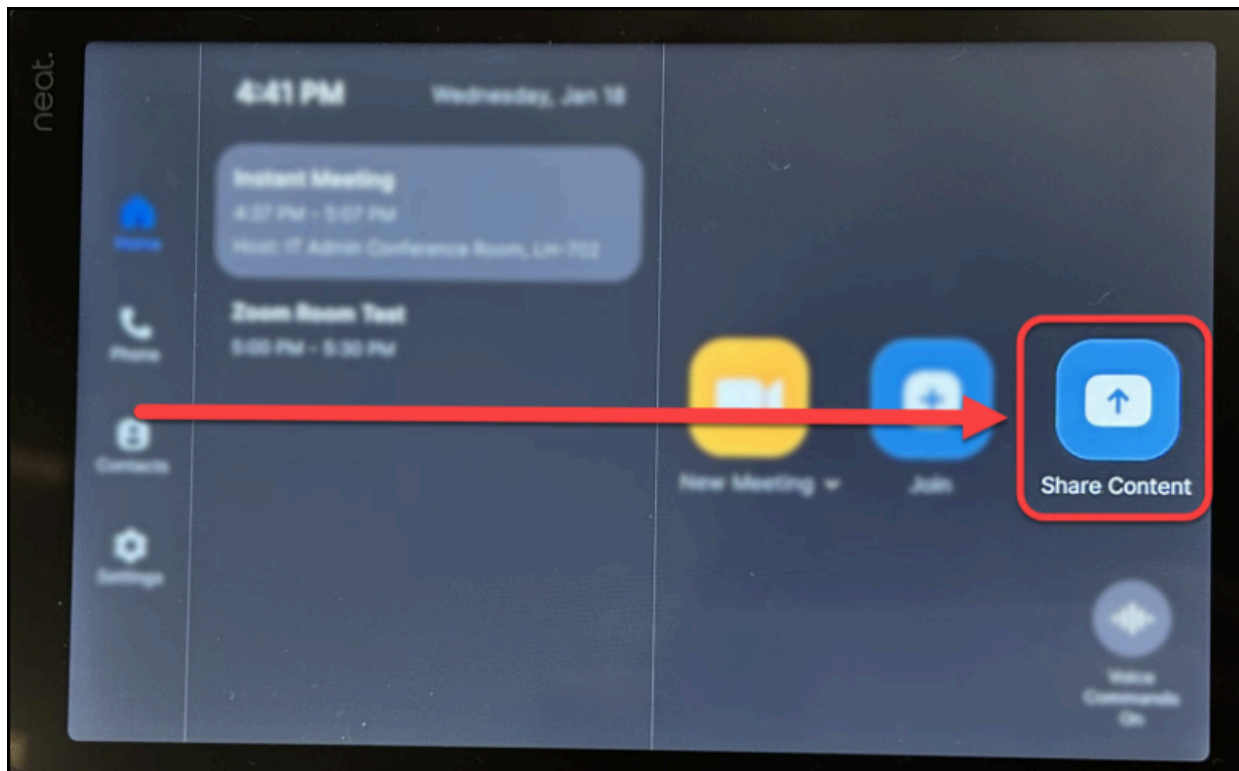 neat.
4:41 PM
Wednesday, Jan 18
Instant Meeting
4:37 PM - 5:07 PM
Host: IT Admin Conference Room, LH-702
Zoom Room Test
5:00 PM - 5:30 PM
Home
Phone
Contacts
Settings
New Meeting
Join
Share Content
Voice
Commands
On